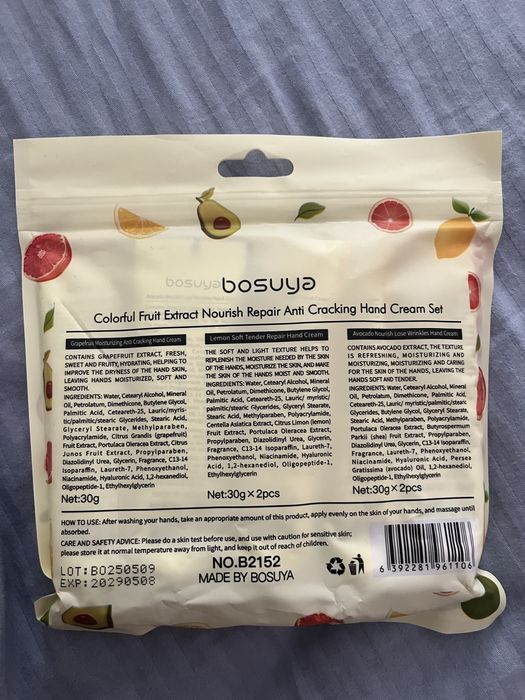 bosuya
bosuya
Colorful Fruit Extract Nourish Repair Anti Cracking Hand Cream Set
Grapefruit Moisturizing Anti Cracking Hand Cream
CONTAINS GRAPEFRUIT EXTRACT, FRESH,
SWEET AND FRUITY, HYDRATING, HELPING TO
IMPROVE THE DRYNESS OF THE HAND SKIN,
LEAVING HANDS MOISTURIZED, SOFT AND
SMOOTH.
INGREDIENTS: Water, Cetearyl Alcohol, Mineral
Oil, Petrolatum, Dimethicone, Butylene Glycol,
Palmitic Acid, Ceteareth-25, Lauric/myris-
tic/palmitic/stearic Glycerides, Stearic Acid,
Glyceryl Stearate, Methylparaben,
Polyacrylamide, Citrus Grandis (grapefruit)
Fruit Extract, Portulaca Oleracea Extract, Citrus
Junos Fruit Extract, Propylparaben,
Diazolidinyl Urea, Glycerin, Fragrance, C13-14
Isoparaffin, Laureth-7, Phenoxyethanol,
Niacinamide, Hyaluronic Acid, 1,2-hexanediol,
Oligopeptide-1, Ethylhexylglycerin
Net:30g
Lemon Soft Tender Repair Hand Cream
THE SOFT AND LIGHT TEXTURE HELPS TO
REPLENISH THE MOISTURE NEEDED BY THE SKIN
OF THE HANDS, MOISTURIZE THE SKIN, AND MAKE
THE SKIN OF THE HANDS MOIST AND SMOOTH.
INGREDIENTS: Water, Cetearyl Alcohol, Mineral
Oil, Petrolatum, Dimethicone, Butylene Glycol,
Palmitic Acid, Ceteareth-25, Lauric/ myristic/
palmitic/stearic Glycerides, Glyceryl Stearate,
Stearic Acid, Methylparaben, Polyacrylamide,
Centella Asiatica Extract, Citrus Limon (lemon)
Fruit Extract, Portulaca Oleracea Extract,
Propylparaben, Diazolidinyl Urea, Glycerin,
Fragrance, C13-14 Isoparaffin, Laureth-7,
Phenoxyethanol, Niacinamide, Hyaluronic
Acid, 1,2-hexanediol, Oligopeptide-1,
Ethylhexylglycerin
Net:30g×2pcs
Avocado Nourish Lose Wrinkles Hand Cream
CONTAINS AVOCADO EXTRACT, THE TEXTURE
IS REFRESHING, MOISTURIZING AND
MOISTURIZING, MOISTURIZING AND CARING
FOR THE SKIN OF THE HANDS, LEAVING THE
HANDS SOFT AND TENDER.
INGREDIENTS: Water, Cetearyl Alcohol, Mineral
Oil, Petrolatum, Dimethicone, Palmitic Acid,
Ceteareth-25, Lauric/ myristic/palmitic/stearic
Glycerides, Butylene Glycol, Glyceryl Stearate,
Stearic Acid, Methylparaben, Polyacrylamide,
Portulaca Oleracea Extract, Butyrospermum
Parkii (shea) Fruit Extract, Propylparaben,
Diazolidinyl Urea, Glycerin, C13-14 Isoparaffin,
Fragrance, Laureth-7, Phenoxyethanol,
Niacinamide, Hyaluronic Acid, Persea
Gratissima (avocado) Oil, 1,2-hexanediol,
Oligopeptide-1, Ethylhexylglycerin
Net:30g×2pcs
HOW TO USE: After washing your hands, take an appropriate amount of this product, apply evenly on the skin of your hands, and massage until
absorbed.
CARE AND SAFETY ADVICE: Please do a skin test before use, and use with caution for sensitive skin;
please store it at normal temperature away from light, and keep it out of reach of children.
LOT:BO250509
EXP:20290508
NO.B2152
MADE BY BOSUYA
6 392281 961106